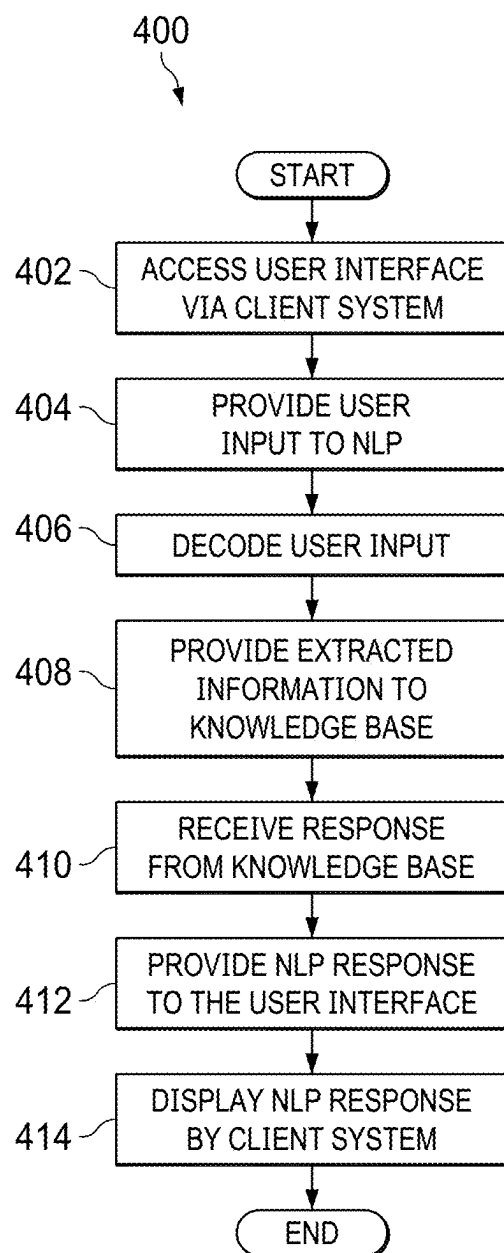 400
START
402
ACCESS USER INTERFACE
VIA CLIENT SYSTEM
404
PROVIDE USER
INPUT TO NLP
406
DECODE USER INPUT
408
PROVIDE EXTRACTED
INFORMATION TO
KNOWLEDGE BASE
410
RECEIVE RESPONSE
FROM KNOWLEDGE BASE
412
PROVIDE NLP RESPONSE
TO THE USER INTERFACE
414
DISPLAY NLP RESPONSE
BY CLIENT SYSTEM
END